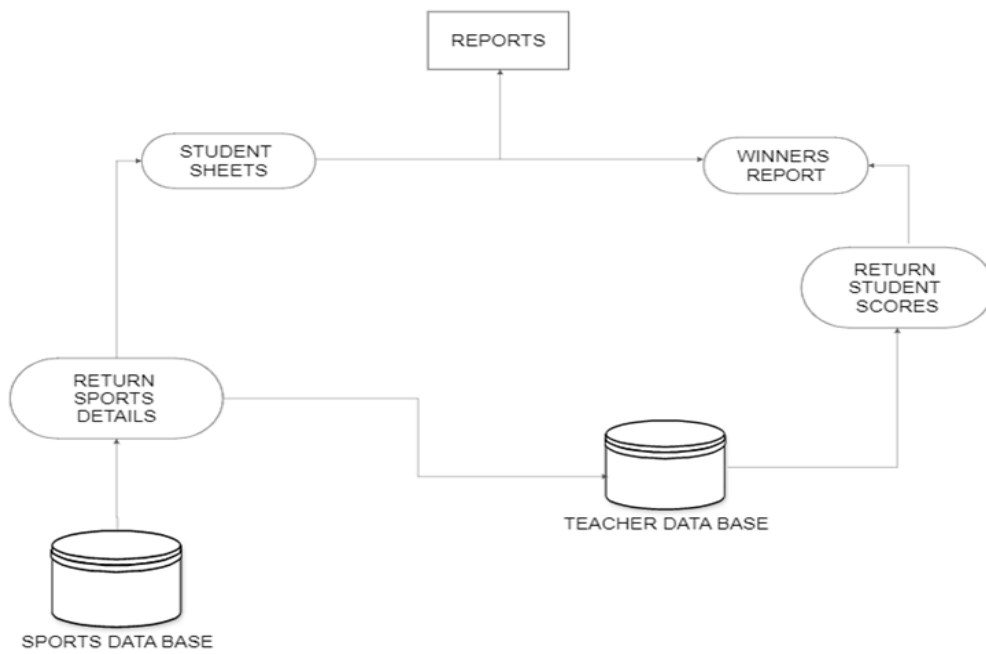 REPORTS
STUDENT
SHEETS
WINNERS
REPORT
RETURN
STUDENT
SCORES
RETURN
SPORTS
DETAILS
TEACHER DATA BASE
SPORTS DATA BASE